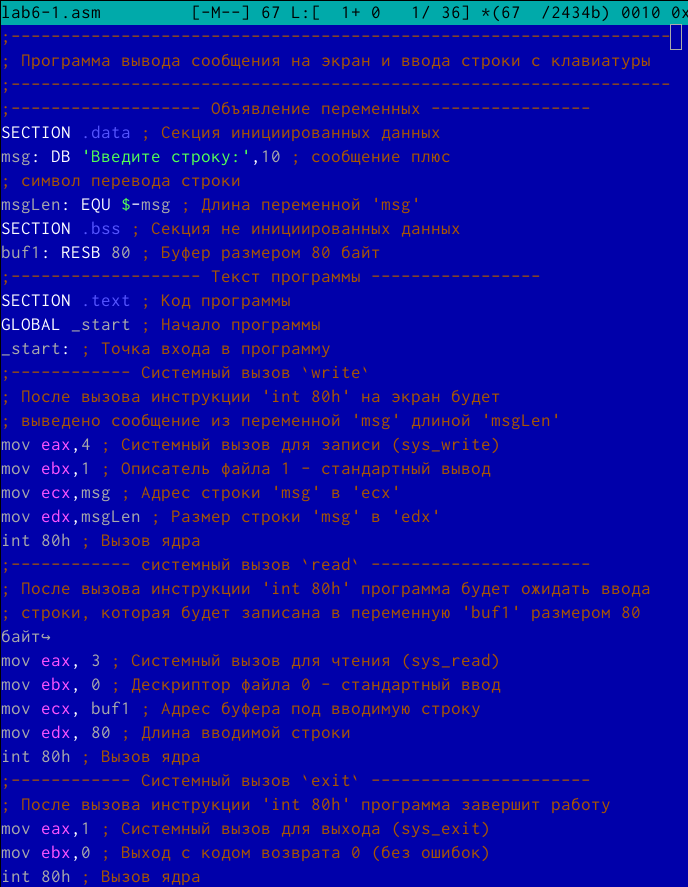 lab6-1.asm [-M--] 67 L:[ 1+ 0 1/ 36] *(67 /2434b) 0010 0x
;------------------------------------------------------------------
; Программа вывода сообщения на экран и ввода строки с клавиатуры
;------------------------------------------------------------------
;------------------- Объявление переменных ----------------
SECTION .data ; Секция инициированных данных
msg: DB 'Введите строку:',10 ; сообщение плюс
; символ перевода строки
msgLen: EQU $-msg ; Длина переменной 'msg'
SECTION .bss ; Секция не инициированных данных
buf1: RESB 80 ; Буфер размером 80 байт
;------------------- Текст программы -----------------
SECTION .text ; Код программы
GLOBAL _start ; Начало программы
_start: ; Точка входа в программу
;------------ Системный вызов `write`
; После вызова инструкции 'int 80h' на экран будет
; выведено сообщение из переменной 'msg' длиной 'msgLen'
mov eax,4 ; Системный вызов для записи (sys_write)
mov ebx,1 ; Описатель файла 1 - стандартный вывод
mov ecx,msg ; Адрес строки 'msg' в 'ecx'
mov edx,msgLen ; Размер строки 'msg' в 'edx'
int 80h ; Вызов ядра
;------------ системный вызов `read` ----------------------
; После вызова инструкции 'int 80h' программа будет ожидать ввода
; строки, которая будет записана в переменную 'buf1' размером 80
байт↪
mov eax, 3 ; Системный вызов для чтения (sys_read)
mov ebx, 0 ; Дескриптор файла 0 - стандартный ввод
mov ecx, buf1 ; Адрес буфера под вводимую строку
mov edx, 80 ; Длина вводимой строки
int 80h ; Вызов ядра
;------------ Системный вызов `exit` ----------------------
; После вызова инструкции 'int 80h' программа завершит работу
mov eax,1 ; Системный вызов для выхода (sys_exit)
mov ebx,0 ; Выход с кодом возврата 0 (без ошибок)
int 80h ; Вызов ядра